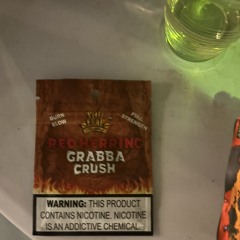 BURN
SLOW
FULL
STRENGTH
RED HERRING
GRABBA
CRUSH
WARNING: THIS PRODUCT
CONTAINS NICOTINE. NICOTINE
IS AN ADDICTIVE CHEMICAL.